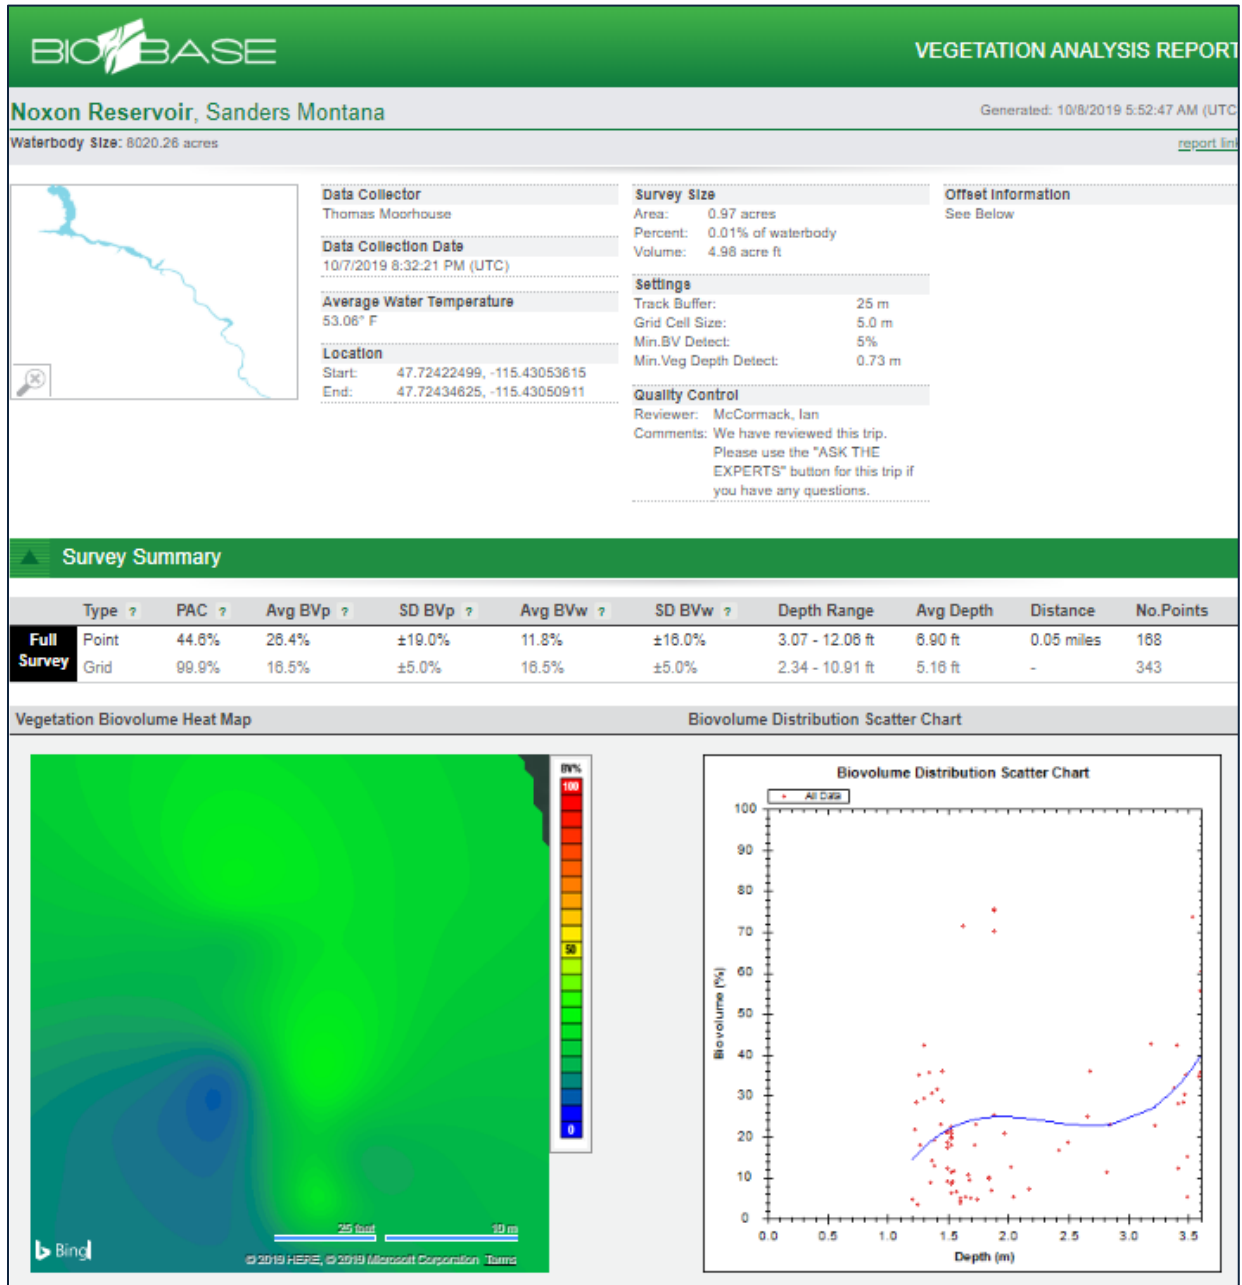 BIOBASE
VEGETATION ANALYSIS REPORT
Noxon Reservoir, Sanders Montana
Generated: 10/8/2019 5:52:47 AM (UTC
Waterbody Size: 8020.26 acres
report link
Data Collector
Thomas Moorhouse
Data Collection Date
10/7/2019 8:32:21 PM (UTC)
Average Water Temperature
53.06° F
Location
Start: 47.72422499, -115.43053615
End: 47.72434625, -115.43050911
Survey Size
Area: 0.97 acres
Percent: 0.01% of waterbody
Volume: 4.98 acre ft
Settings
Track Buffer: 25 m
Grid Cell Size: 5.0 m
Min.BV Detect: 5%
Min.Veg Depth Detect: 0.73 m
Quality Control
Reviewer: McCormack, Ian
Comments: We have reviewed this trip.
Please use the "ASK THE
EXPERTS" button for this trip if
you have any questions.
Offset Information
See Below
Survey Summary
Type ? PAC ? Avg BVp ? SD BVp ? Avg BVw ? SD BVw ? Depth Range Avg Depth Distance No.Points
Full Survey
Point 44.6% 26.4% ±19.0% 11.8% ±16.0% 3.07 - 12.06 ft 6.90 ft 0.05 miles 168
Grid 99.9% 16.5% ±5.0% 16.5% ±5.0% 2.34 - 10.91 ft 5.16 ft - 343
Vegetation Biovolume Heat Map
BV%
100
50
0
25 feet 10 m
Bing
© 2019 HERE, © 2019 Microsoft Corporation Terms
Biovolume Distribution Scatter Chart
Biovolume Distribution Scatter Chart
All Data
100
90
80
70
60
50
40
30
20
10
0
Biovolume (%)
0.0 0.5 1.0 1.5 2.0 2.5 3.0 3.5
Depth (m)